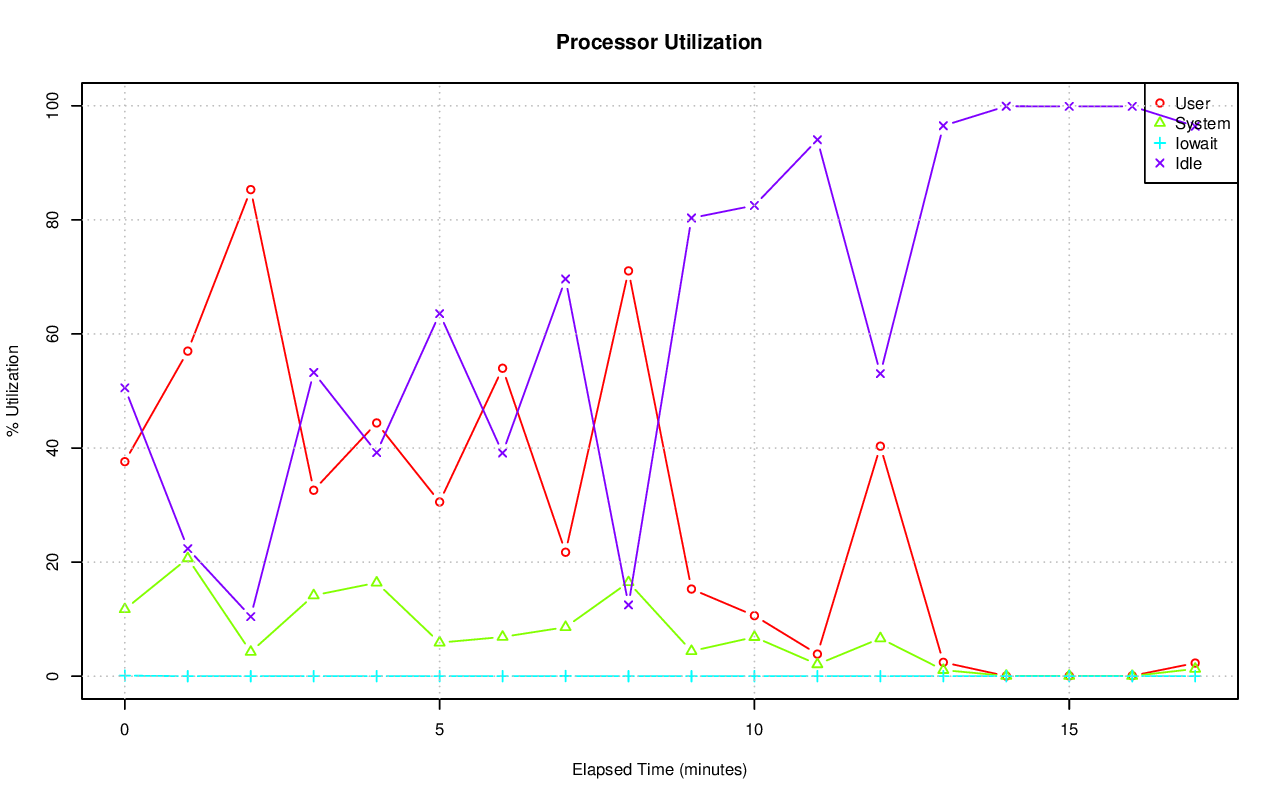 Processor Utilization
% Utilization
100
80
60
40
20
0
User
System
Iowait
Idle
0 5 10 15
Elapsed Time (minutes)